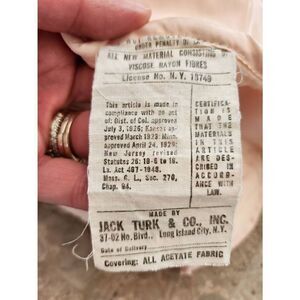 UNDER PENALTY OF
ALL NEW MATERIAL CONSISTING OF
VISCOSE RAYON FIBRES
License No. N.Y. 18749
This article is made in
compliance with an act
of: Dist. of Col. approved
July 3, 1926; Kansas ap-
proved March 1923; Minn.
approved April 24, 1929;
New Jersey revised
Statutes 26: 10-6 to 18.
La. Act 467-1948.
Mass. G. L., Sec. 270,
Chap. 94.
CERTIFICA-
TION IS
MADE
THAT THE
MATERIALS
IN THIS
ARTICLE
ARE DES-
CRIBED IN
ACCORD-
ANCE WITH
LAW.
MADE BY
JACK TURK & CO., INC.
37-02 No. Blvd., Long Island City, N.Y.
Date of Delivery
Covering: ALL ACETATE FABRIC